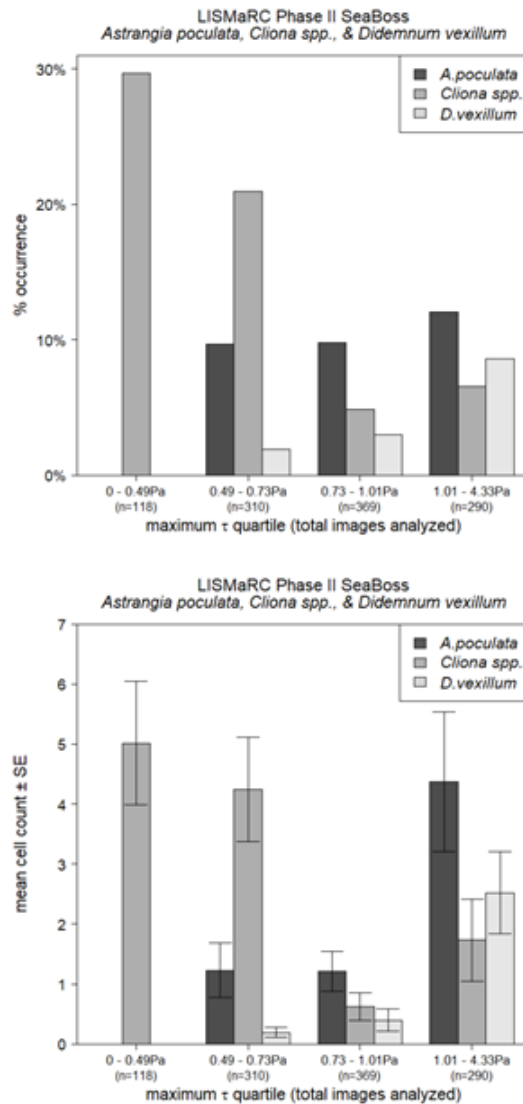 LISMaRC Phase II SeaBoss
Astrangia poculata, Cliona spp., & Didemnum vexillum
A.poculata
Cliona spp.
D.vexillum
30%
20%
10%
0%
% occurrence
0 - 0.49Pa
(n=118)
0.49 - 0.73Pa
(n=310)
0.73 - 1.01Pa
(n=369)
1.01 - 4.33Pa
(n=290)
maximum τ quartile (total images analyzed)
LISMaRC Phase II SeaBoss
Astrangia poculata, Cliona spp., & Didemnum vexillum
A.poculata
Cliona spp.
D.vexillum
7
6
5
4
3
2
1
0
mean cell count ± SE
0 - 0.49Pa
(n=118)
0.49 - 0.73Pa
(n=310)
0.73 - 1.01Pa
(n=369)
1.01 - 4.33Pa
(n=290)
maximum τ quartile (total images analyzed)